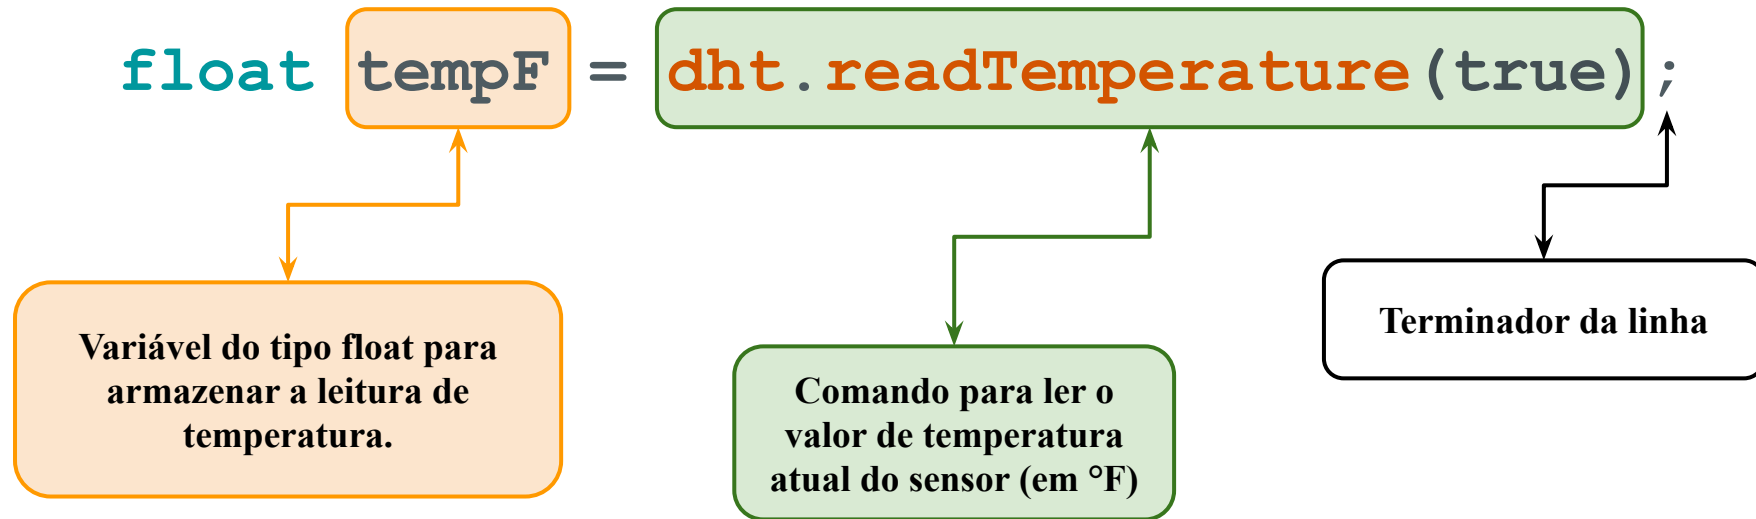 float tempF = dht.readTemperature(true);
Variável do tipo float para
armazenar a leitura de
temperatura.
Comando para ler o
valor de temperatura
atual do sensor (em °F)
Terminador da linha